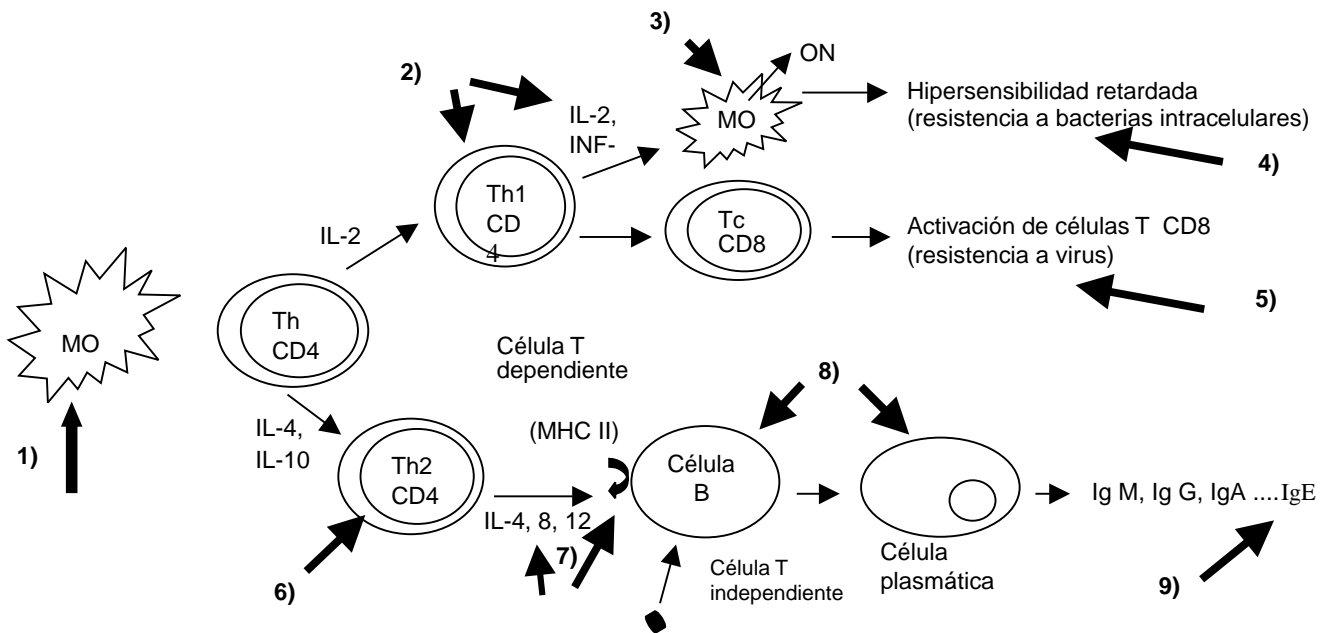 3)
ON
2)
IL-2,
INF-
MO
Hipersensibilidad retardada
(resistencia a bacterias intracelulares)
4)
Th1
CD
4
Tc
CD8
IL-2
Activación de células T CD8
(resistencia a virus)
5)
MO
Th
CD4
Célula T
dependiente
8)
1)
IL-4,
IL-10
(MHC II)
Th2
CD4
Célula
B
Ig M, Ig G, IgA ....IgE
IL-4, 8, 12
7)
6)
Célula T
independiente
Célula
plasmática
9)